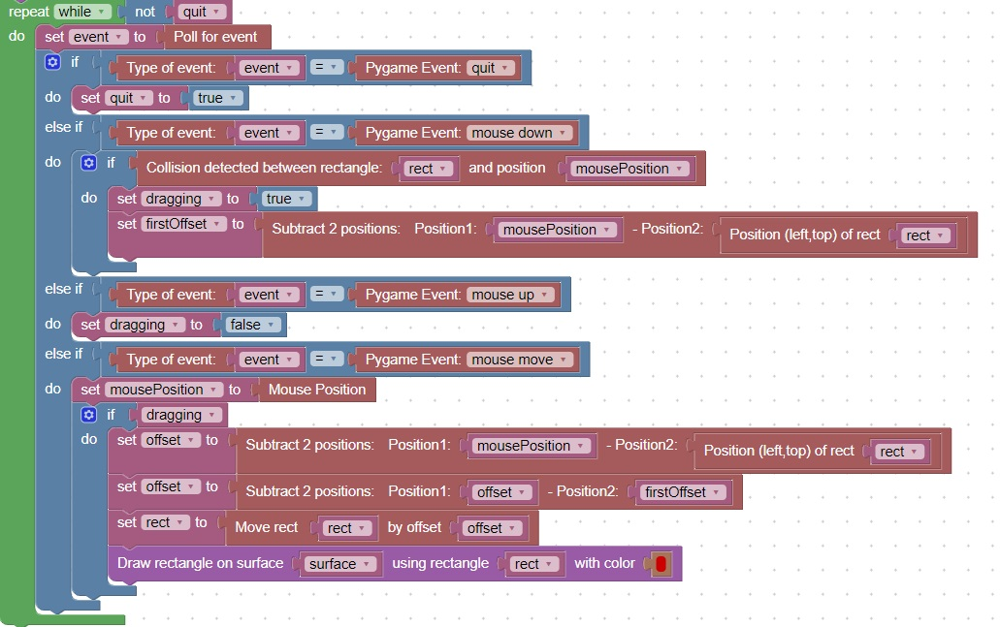 repeat while not quit
do set event to Poll for event
if Type of event: event = Pygame Event: quit
do set quit to true
else if Type of event: event = Pygame Event: mouse down
do if Collision detected between rectangle: rect and position mousePosition
do set dragging to true
set firstOffset to Subtract 2 positions: Position1: mousePosition - Position2: Position (left,top) of rect rect
else if Type of event: event = Pygame Event: mouse up
do set dragging to false
else if Type of event: event = Pygame Event: mouse move
do set mousePosition to Mouse Position
if dragging
do set offset to Subtract 2 positions: Position1: mousePosition - Position2: Position (left,top) of rect rect
set offset to Subtract 2 positions: Position1: offset - Position2: firstOffset
set rect to Move rect rect by offset offset
Draw rectangle on surface surface using rectangle rect with color